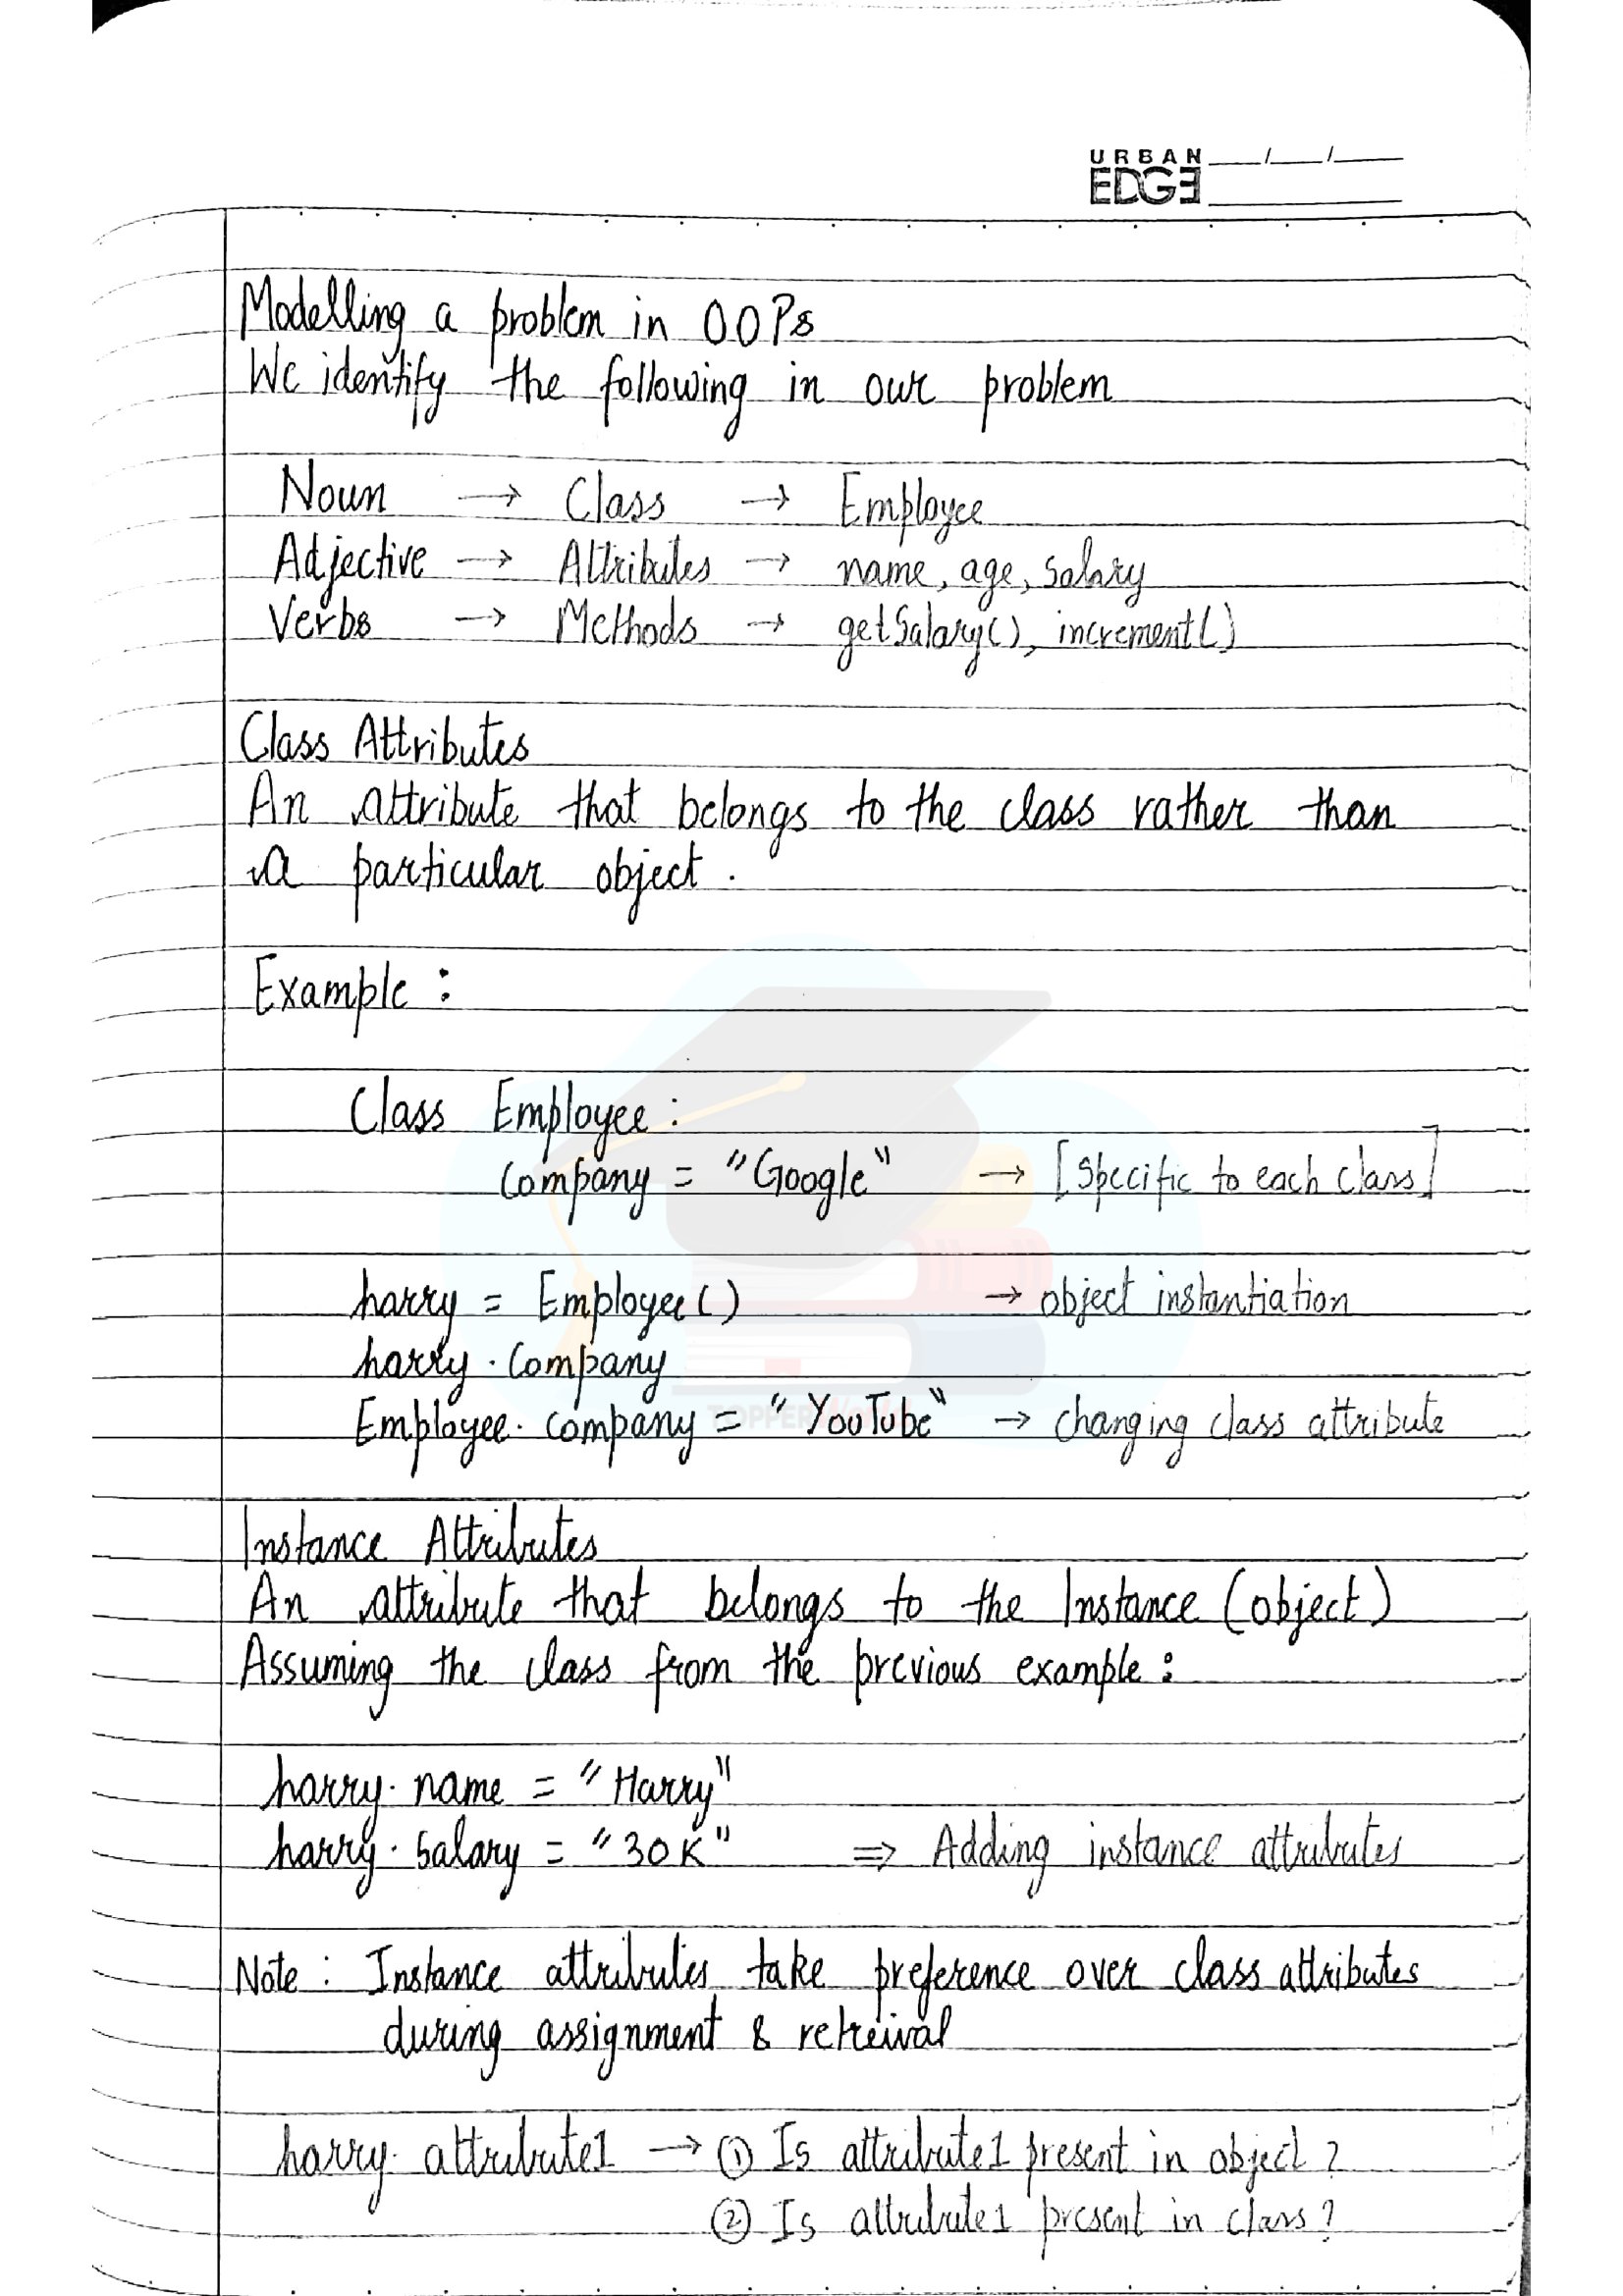 URBAN
EDGE
Modelling a problem in OOPs
We identify the following in our problem
Noun → Class → Employee
Adjective → Attributes → name, age, salary
Verbs → Methods → getSalary(), increment()
Class Attributes
An attribute that belongs to the class rather than
a particular object.
Example :
Class Employee :
company = "Google" → [Specific to each class]
harry = Employee() → object instantiation
harry.company
Employee.company = "YouTube" → changing class attribute
TOPPERWorld
Instance Attributes
An attribute that belongs to the Instance (object)
Assuming the class from the previous example :
harry.name = "Harry"
harry.salary = "30K" ⇒ Adding instance attributes
Note : Instance attributes take preference over class attributes
during assignment & retreival
harry.attribute1 → ① Is attribute1 present in object ?
② Is attribute1 present in class ?